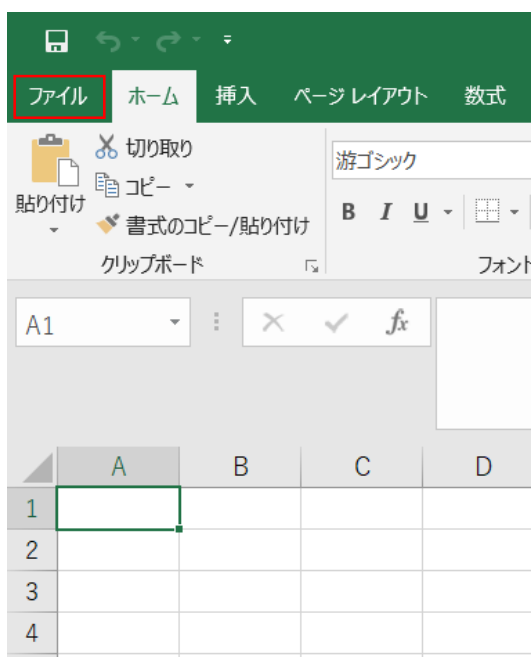 ファイル ホーム 挿入 ページ レイアウト 数式
切り取り
コピー
書式のコピー/貼り付け
貼り付け
クリップボード
游ゴシック
B I U
フォント
A1
fx
A B C D
1
2
3
4